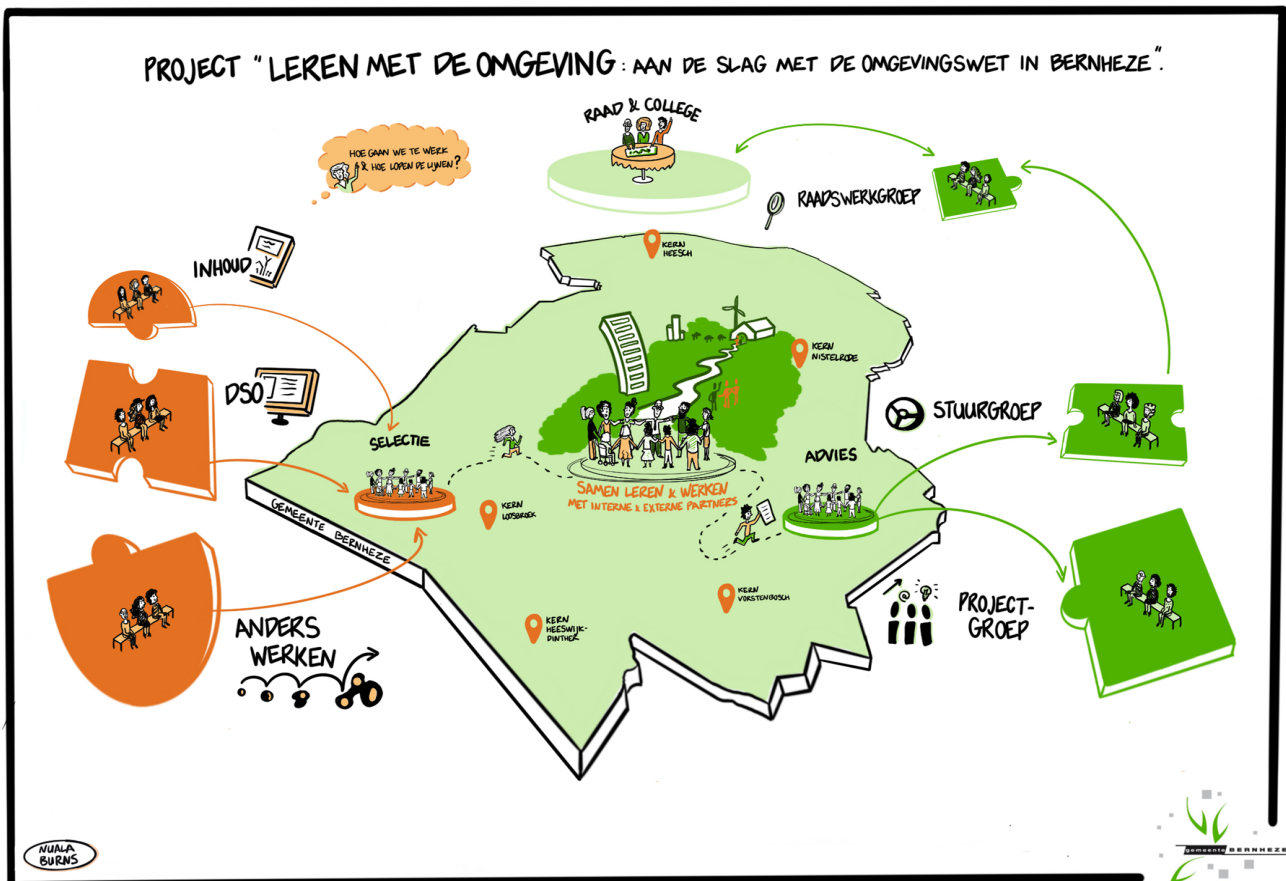 PROJECT "LEREN MET DE OMGEVING: AAN DE SLAG MET DE OMGEVINGSWET IN BERNHEZE".
RAAD & COLLEGE
HOE GAAN WE TE WERK
& HOE LOPEN DE LIJNEN?
RAADSWERKGROEP
KERN
HEESCH
INHOUD
KERN
NISTELRODE
DSO
STUURGROEP
SELECTIE
ADVIES
SAMEN LEREN & WERKEN
MET INTERNE & EXTERNE PARTNERS
KERN
LOOSBROEK
GEMEENTE BERNHEZE
KERN
VORSTENBOSCH
PROJECT-
GROEP
KERN
HEESWIJK-
DINTHER
ANDERS
WERKEN
NUALA
BURNS
gemeente BERNHEZE